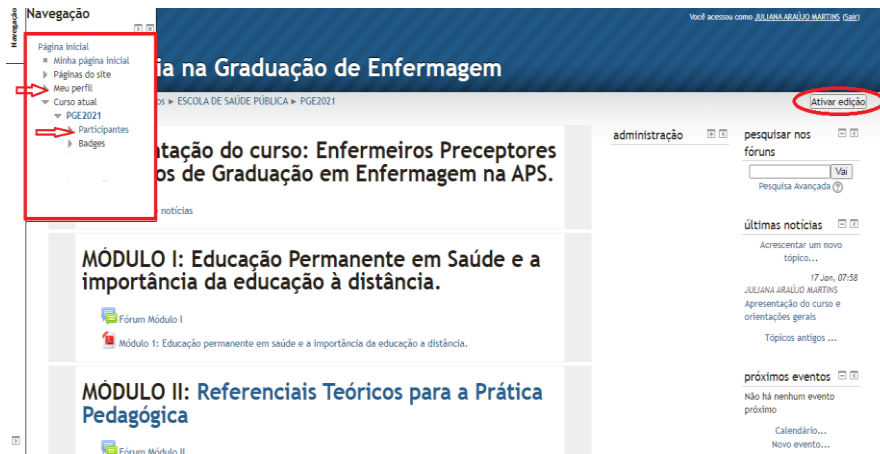 Navegação
Navegação
Você acessou como JULIANA ARAÚJO MARTINS (Sair)
Página inicial
Minha página inicial
Páginas do site
Meu perfil
Curso atual
PGE2021
Participantes
Badges
ia na Graduação de Enfermagem
os ► ESCOLA DE SAÚDE PÚBLICA ► PGE2021
Ativar edição
tação do curso: Enfermeiros Preceptores
os de Graduação em Enfermagem na APS.
notícias
MÓDULO I: Educação Permanente em Saúde e a
importância da educação à distância.
Fórum Módulo I
Módulo 1: Educação permanente em saúde e a importância da educação a distância.
MÓDULO II: Referenciais Teóricos para a Prática
Pedagógica
Fórum Módulo II
administração
pesquisar nos
fóruns
Vai
Pesquisa Avançada
últimas notícias
Acrescentar um novo
tópico...
17 Jan, 07:58
JULIANA ARAÚJO MARTINS
Apresentação do curso e
orientações gerais
Tópicos antigos ...
próximos eventos
Não há nenhum evento
próximo
Calendário...
Novo evento...